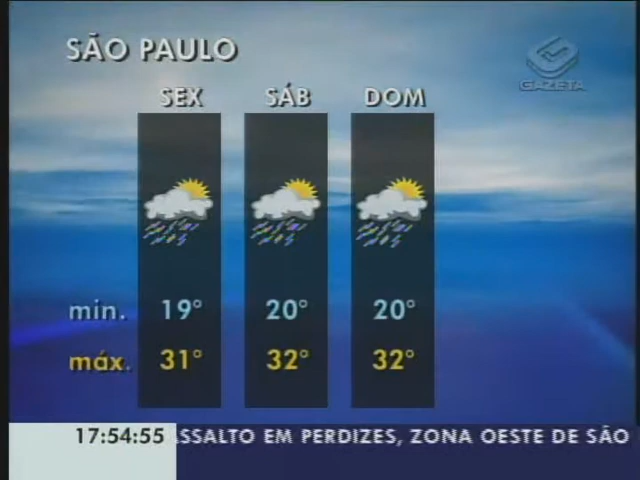 SÃO PAULO
GAZETA
SEX SÁB DOM
min. 19° 20° 20°
máx. 31° 32° 32°
17:54:55 ASSALTO EM PERDIZES, ZONA OESTE DE SÃO